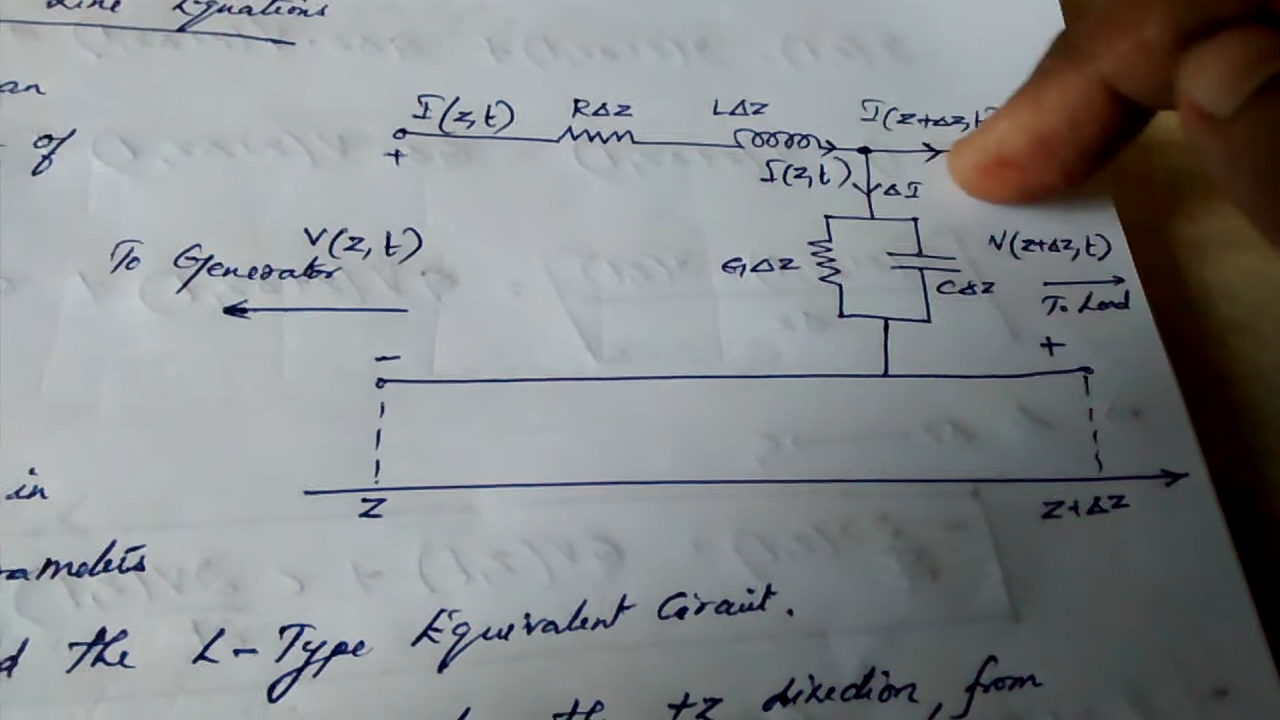 Line Equations
an
I(z,t) RΔz LΔz I(z+Δz,t)
+
of
I(z,t) ΔI
V(z,t)
To Generator
GΔz
CΔz
V(z+Δz,t)
To Load
- +
in
z z+Δz
the L-Type Equivalent Circuit.
the +z direction, from